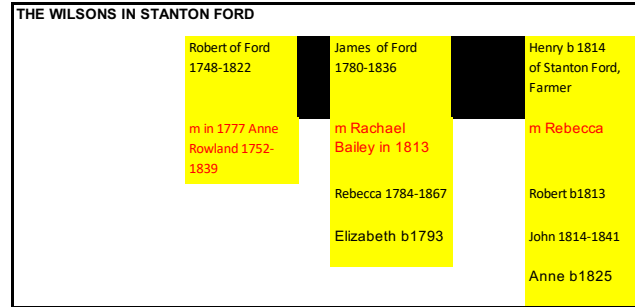 THE WILSONS IN STANTON FORD
Robert of Ford
1748-1822
m in 1777 Anne
Rowland 1752-
1839
James of Ford
1780-1836
m Rachael
Bailey in 1813
Rebecca 1784-1867
Elizabeth b1793
Henry b 1814
of Stanton Ford,
Farmer
m Rebecca
Robert b1813
John 1814-1841
Anne b1825